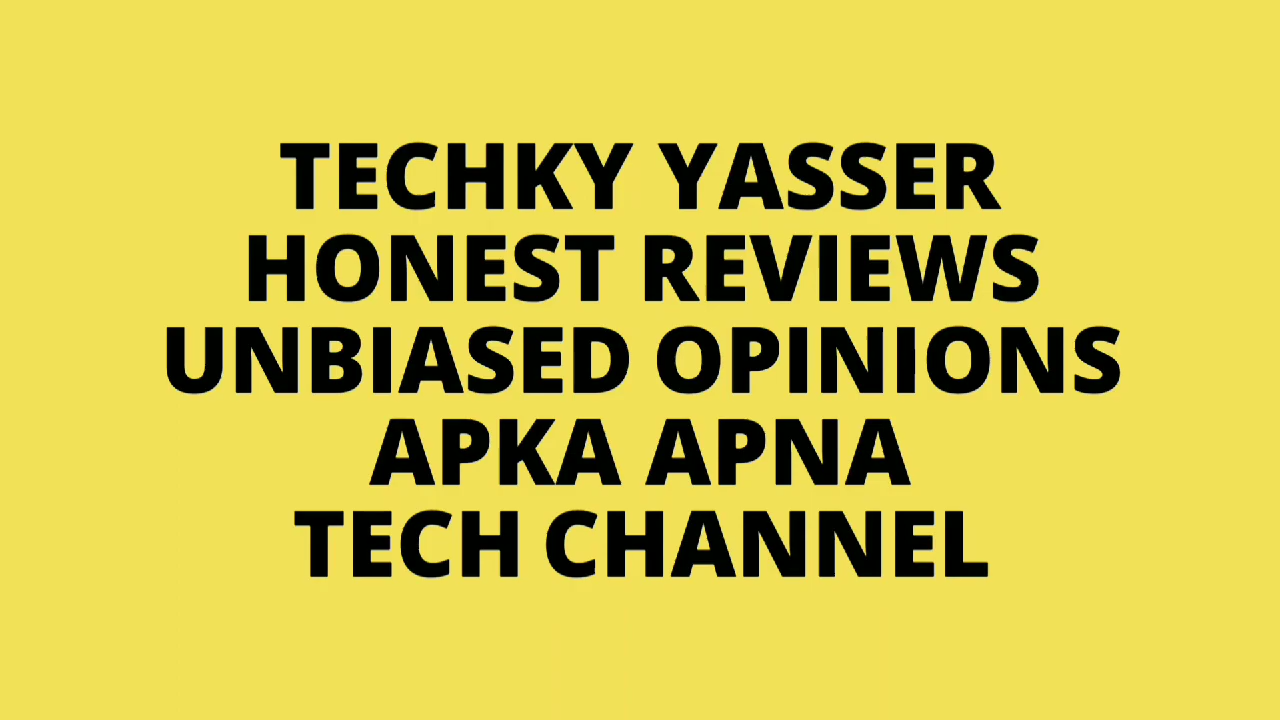 TECHKY YASSER
HONEST REVIEWS
UNBIASED OPINIONS
APKA APNA
TECH CHANNEL